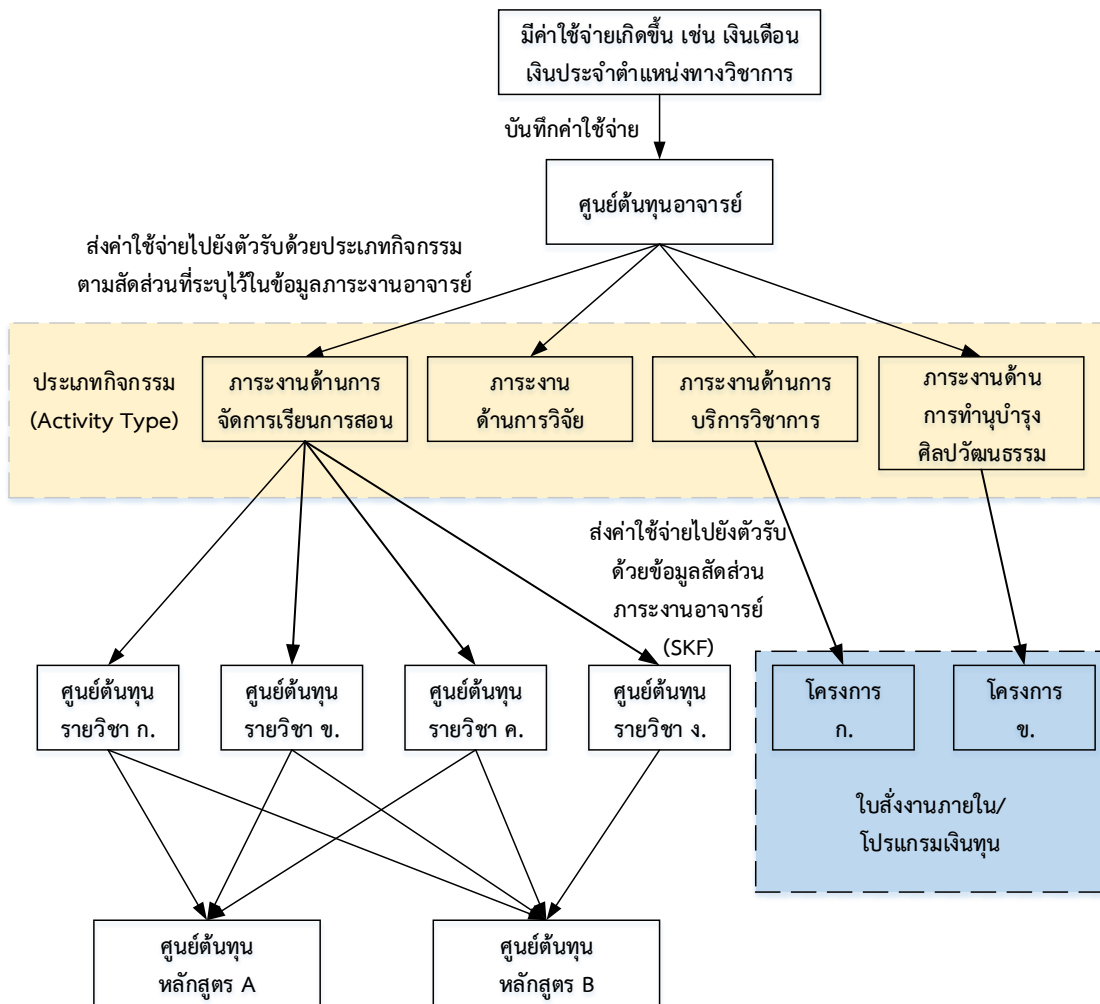 มีค่าใช้จ่ายเกิดขึ้น เช่น เงินเดือน
เงินประจำตำแหน่งทางวิชาการ
บันทึกค่าใช้จ่าย
ศูนย์ต้นทุนอาจารย์
ส่งค่าใช้จ่ายไปยังตัวรับด้วยประเภทกิจกรรม
ตามสัดส่วนที่ระบุไว้ในข้อมูลภาระงานอาจารย์
ประเภทกิจกรรม
(Activity Type)
ภาระงานด้านการ
จัดการเรียนการสอน
ภาระงาน
ด้านการวิจัย
ภาระงานด้านการ
บริการวิชาการ
ภาระงานด้าน
การทำนุบำรุง
ศิลปวัฒนธรรม
ส่งค่าใช้จ่ายไปยังตัวรับ
ด้วยข้อมูลสัดส่วน
ภาระงานอาจารย์
(SKF)
ศูนย์ต้นทุน
รายวิชา ก.
ศูนย์ต้นทุน
รายวิชา ข.
ศูนย์ต้นทุน
รายวิชา ค.
ศูนย์ต้นทุน
รายวิชา ง.
โครงการ
ก.
โครงการ
ข.
ใบสั่งงานภายใน/
โปรแกรมเงินทุน
ศูนย์ต้นทุน
หลักสูตร A
ศูนย์ต้นทุน
หลักสูตร B